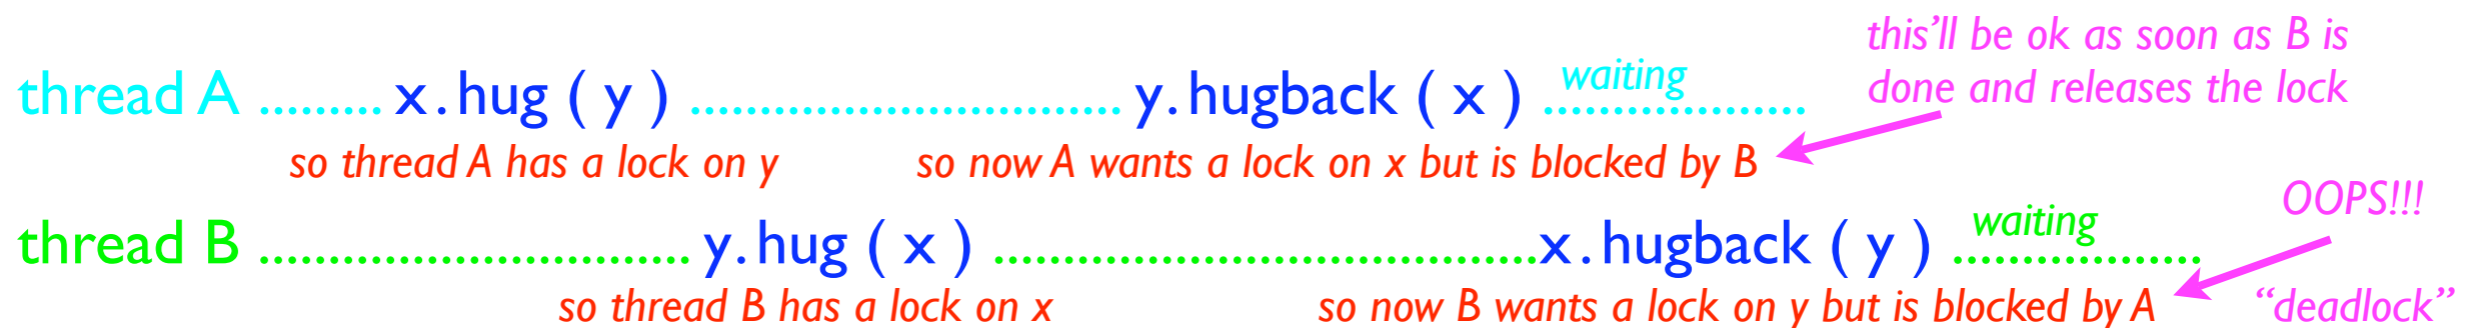 this'll be ok as soon as B is
done and releases the lock
thread A ......... x.hug ( y ) ............................... y.hugback ( x ) ................... waiting
so thread A has a lock on y so now A wants a lock on x but is blocked by B
OOPS!!!
thread B ............................... y.hug ( x ) .......................................x.hugback ( y ) .................. waiting
so thread B has a lock on x so now B wants a lock on y but is blocked by A “deadlock”